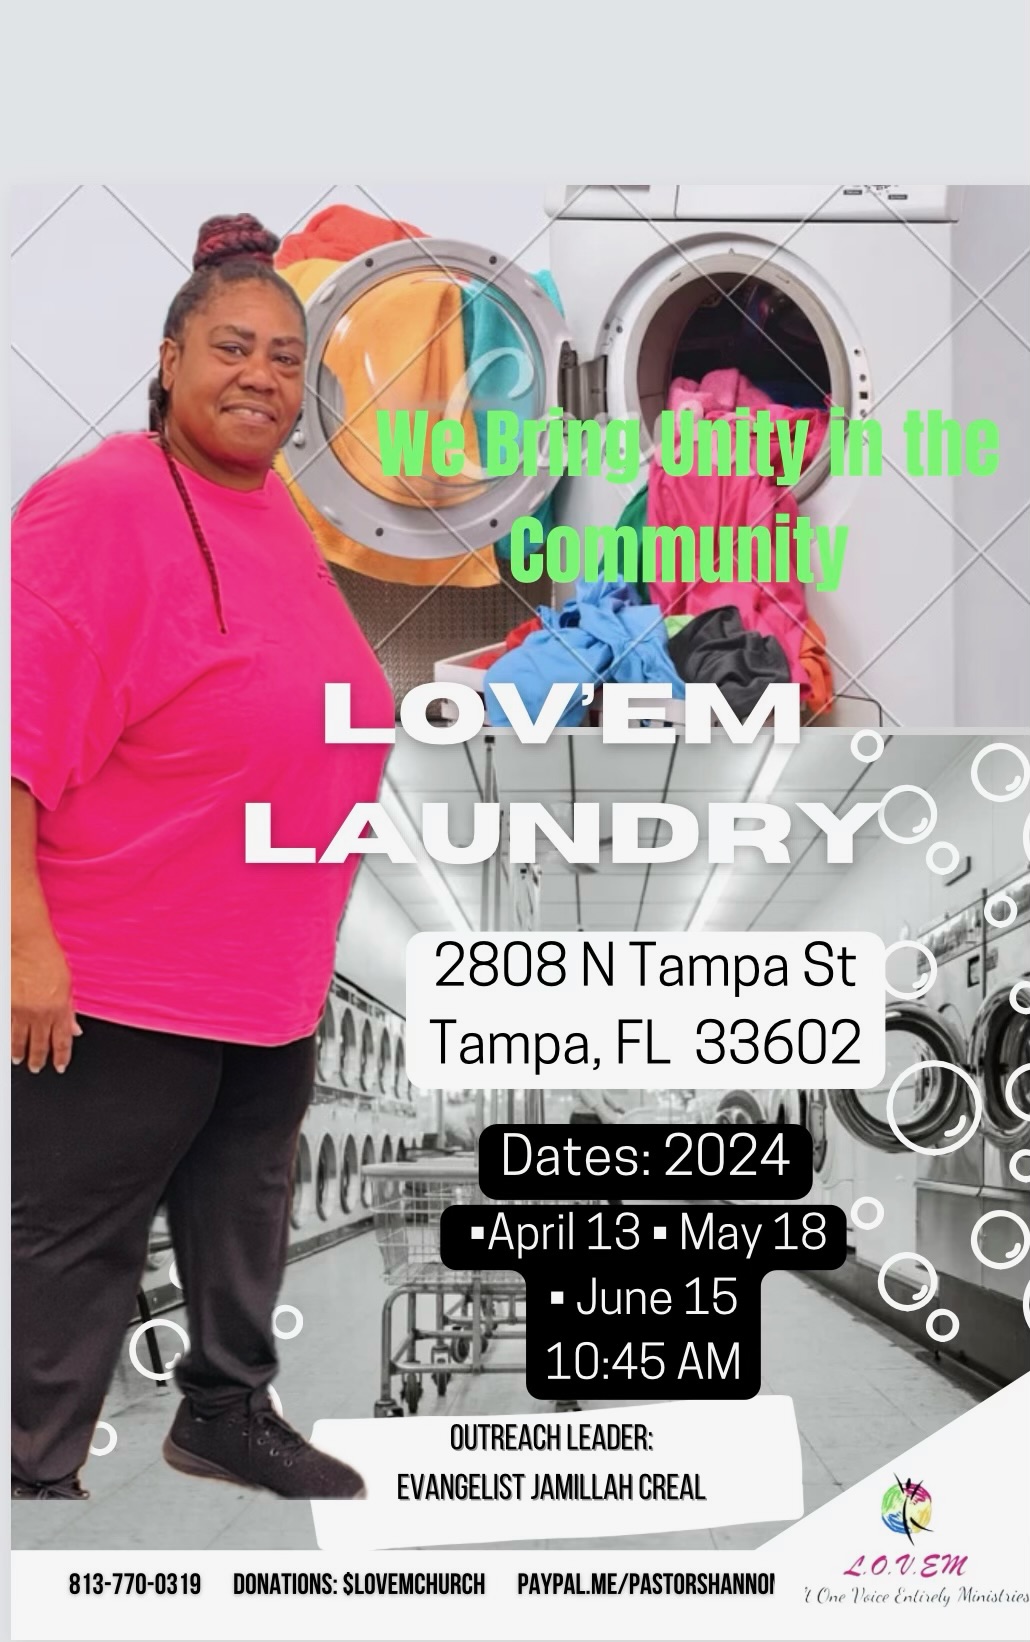 We Bring Unity in the
Community
LOV'EM
LAUNDRY
2808 N Tampa St
Tampa, FL 33602
Dates: 2024
▪April 13 ▪ May 18
▪ June 15
10:45 AM
OUTREACH LEADER:
EVANGELIST JAMILLAH CREAL
813-770-0319 DONATIONS: $LOVEMCHURCH PAYPAL.ME/PASTORSHANNON
L.O.V.EM
't One Voice Entirely Ministries